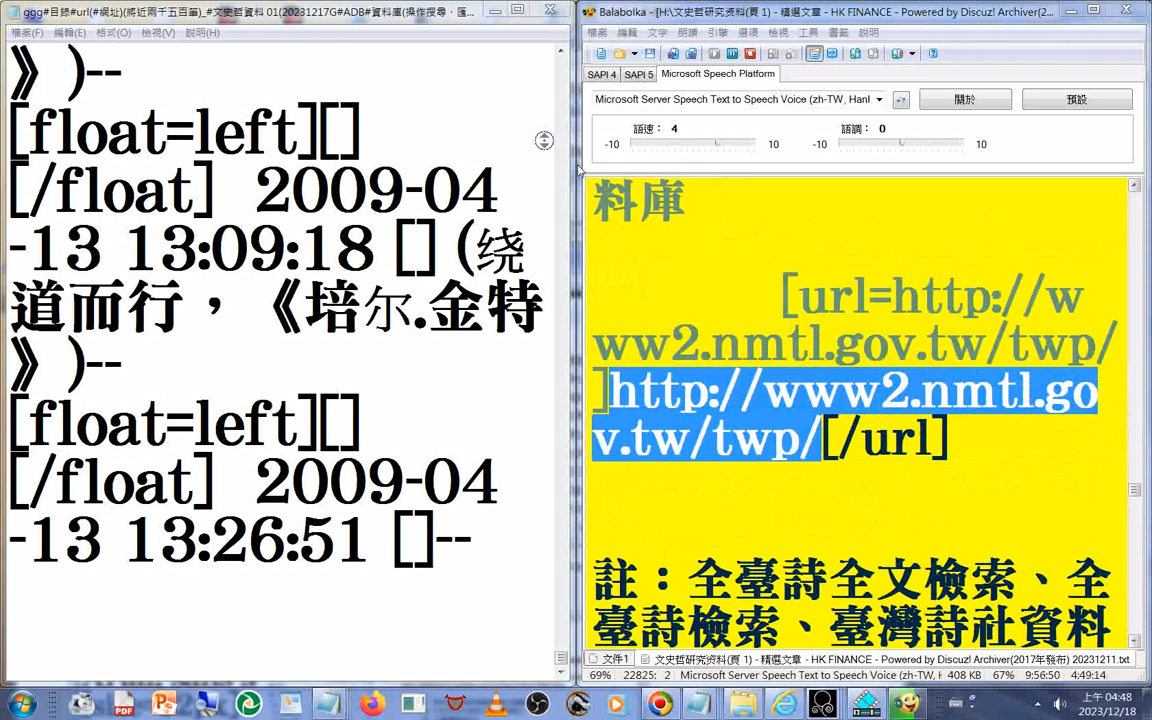 ggg#目錄#url(#網址)(將近兩千五百筆)_#文史哲資料 01(20231217G#ADB#資料庫(操作搜尋、匯...
檔案(F) 編輯(E) 格式(O) 檢視(V) 說明(H)
》)--
[float=left][]
[/float]  2009-04
-13 13:09:18 [] (绕
道而行，《培尔.金特
》)--
[float=left][]
[/float]  2009-04
-13 13:26:51 []--
Balabolka - [H:\文史哲研究资料(頁 1) - 精選文章 - HK FINANCE - Powered by Discuz! Archiver(2...
檔案 編輯 文字 朗讀 引擎 選項 檢視 工具 書籤 說明
SAPI 4 SAPI 5 Microsoft Speech Platform
Microsoft Server Speech Text to Speech Voice (zh-TW, Hanl
關於 預設
語速： 4 語調： 0
-10 10 -10 10
料庫
[url=http://w
ww2.nmtl.gov.tw/twp/
]http://www2.nmtl.go
v.tw/twp/[/url]
註：全臺詩全文檢索、全
臺詩檢索、臺灣詩社資料
文件1 文史哲研究资料(頁 1) - 精選文章 - HK FINANCE - Powered by Discuz! Archiver(2017年發布) 20231211.txt
69% 22825: 2 Microsoft Server Speech Text to Speech Voice (zh-TW, H 408 KB 67% 9:56:50 4:49:14
上午 04:48
2023/12/18